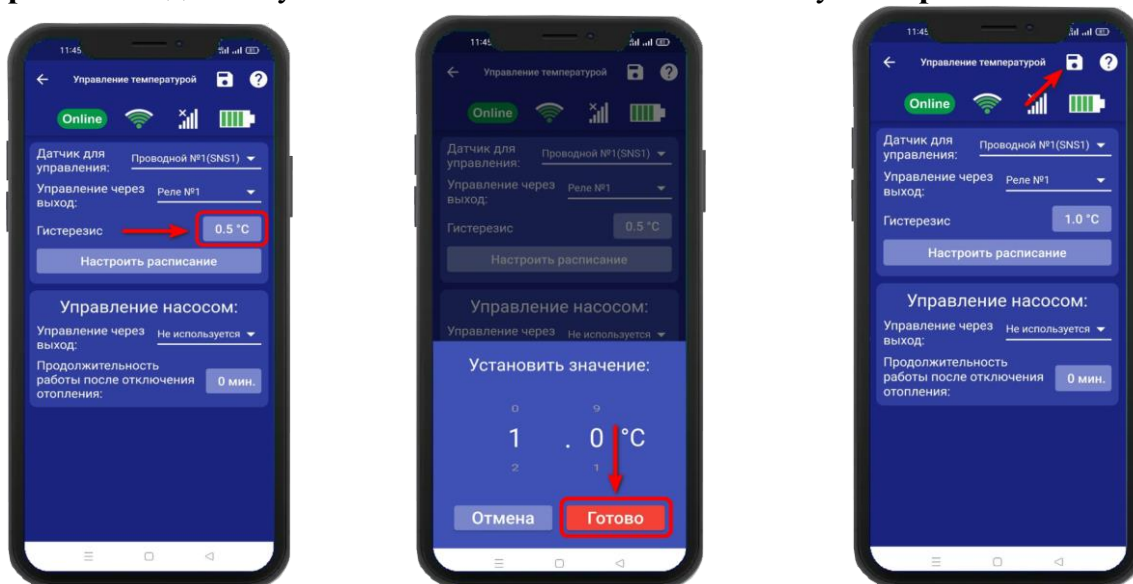 11:45
Управление температурой
Online
Датчик для управления:
Проводной №1(SNS1)
Управление через выход:
Реле №1
Гистерезис
0.5 °C
Настроить расписание
Управление насосом:
Управление через выход:
Не используется
Продолжительность работы после отключения отопления:
0 мин.
11:45
Управление температурой
Online
Датчик для управления:
Проводной №1(SNS1)
Управление через выход:
Реле №1
Гистерезис
0.5 °C
Настроить расписание
Управление насосом:
Управление через
Не используется
Установить значение:
0 9
1 . 0 °C
2 1
Отмена
Готово
11:45
Управление температурой
Online
Датчик для управления:
Проводной №1(SNS1)
Управление через выход:
Реле №1
Гистерезис
1.0 °C
Настроить расписание
Управление насосом:
Управление через выход:
Не используется
Продолжительность работы после отключения отопления:
0 мин.